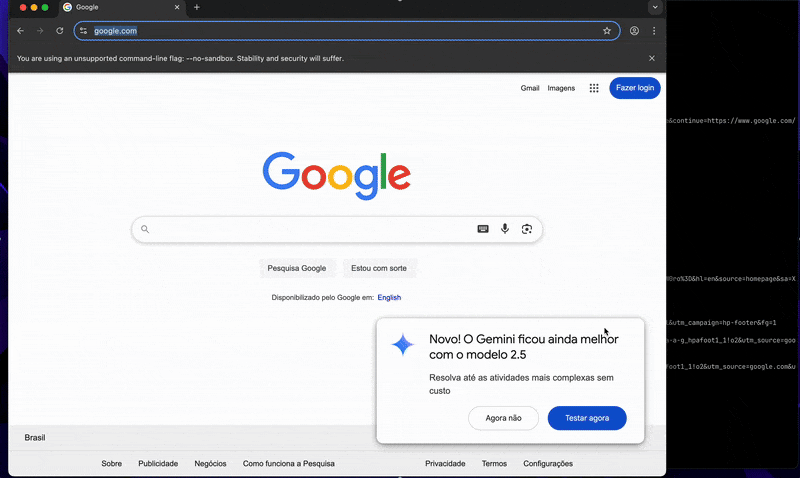 Google
google.com
You are using an unsupported command-line flag: --no-sandbox. Stability and security will suffer.
Gmail Imagens Fazer login
Google
Pesquisa Google Estou com sorte
Disponibilizado pelo Google em: English
Novo! O Gemini ficou ainda melhor
com o modelo 2.5
Resolva até as atividades mais complexas sem
custo
Agora não Testar agora
Brasil
Sobre Publicidade Negócios Como funciona a Pesquisa Privacidade Termos Configurações
&continue=https://www.google.com/
%3D&hl=en&source=homepage&sa=X
&utm_campaign=hp-footer&fg=1
-a-g_hpafoot1_1!o2&utm_source=goo
foot1_1!o2&utm_source=google.com&u